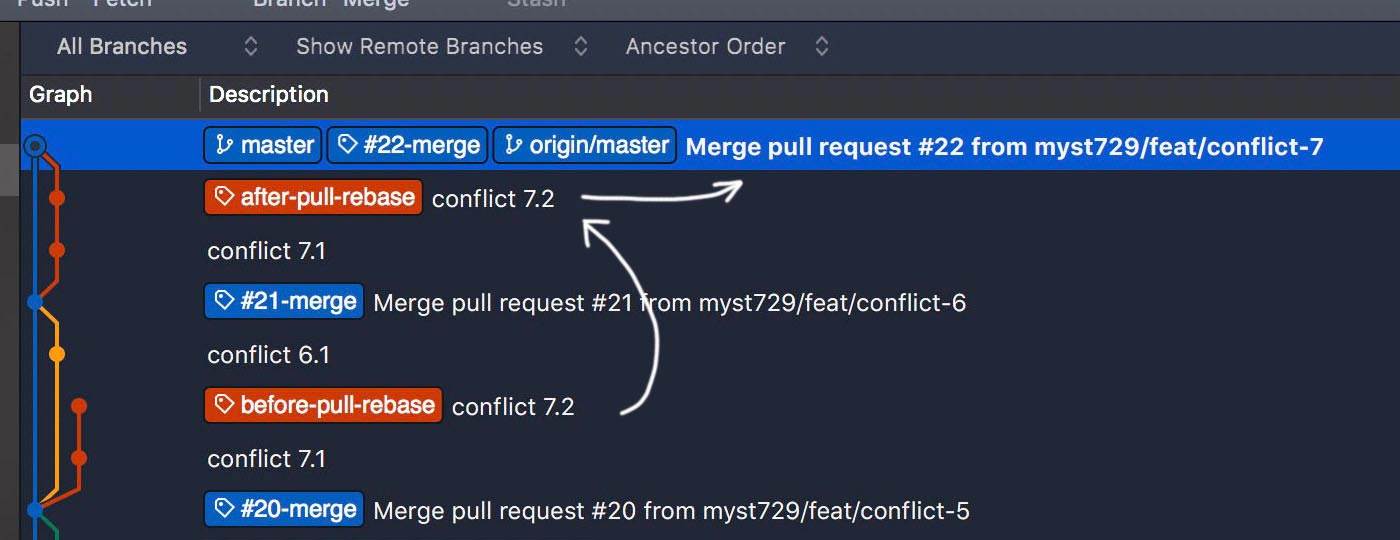 Push Fetch Branch Merge Stash
All Branches Show Remote Branches Ancestor Order
Graph Description
master #22-merge origin/master Merge pull request #22 from myst729/feat/conflict-7
after-pull-rebase conflict 7.2
conflict 7.1
#21-merge Merge pull request #21 from myst729/feat/conflict-6
conflict 6.1
before-pull-rebase conflict 7.2
conflict 7.1
#20-merge Merge pull request #20 from myst729/feat/conflict-5